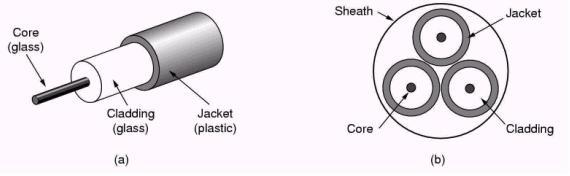 Core
(glass)
Cladding
(glass)
Jacket
(plastic)
(a)
Sheath
Jacket
Core
Cladding
(b)